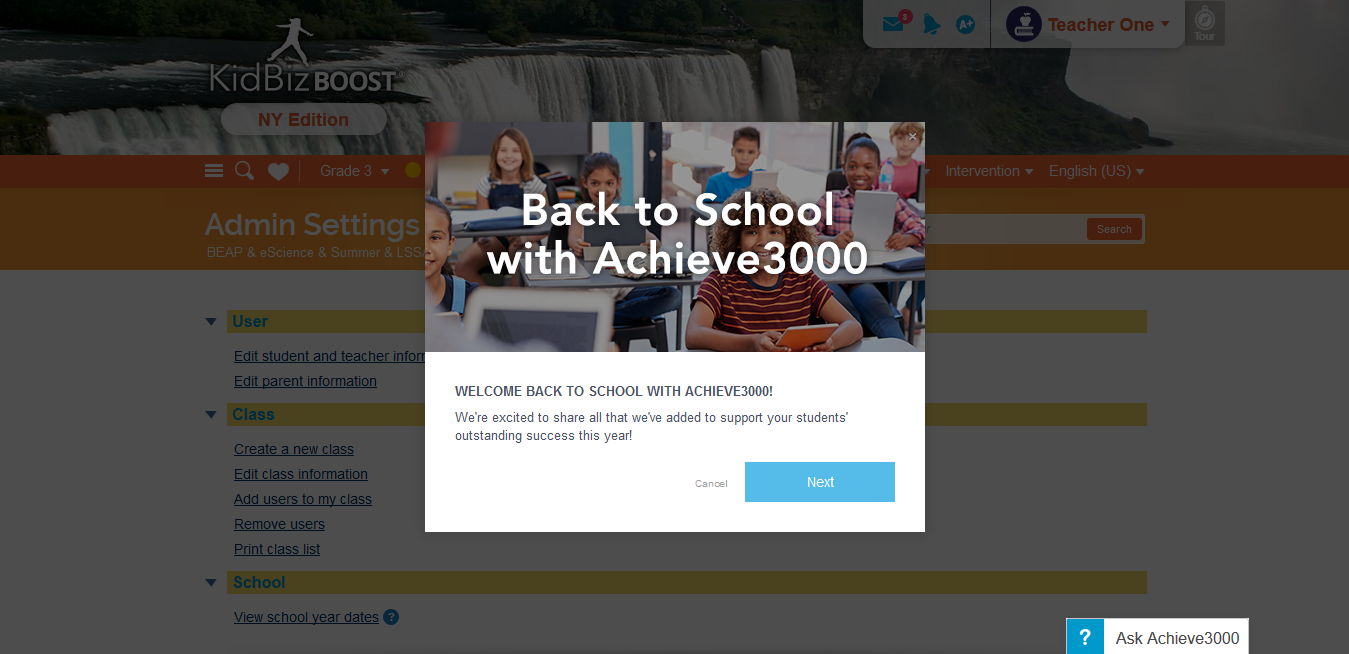 3
A+
Teacher One
Tour
KidBizBOOST®
NY Edition
Grade 3
Intervention
English (US)
Admin Settings
BEAP & eScience & Summer & LSS
Search
Back to School
with Achieve3000
User
Edit student and teacher infor
Edit parent information
WELCOME BACK TO SCHOOL WITH ACHIEVE3000!
We're excited to share all that we've added to support your students'
outstanding success this year!
Cancel
Next
Class
Create a new class
Edit class information
Add users to my class
Remove users
Print class list
School
View school year dates ?
? Ask Achieve3000